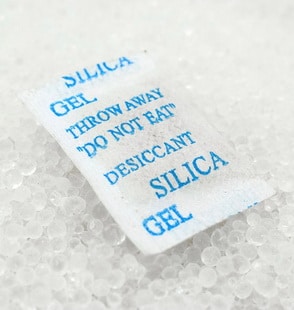 SILICA
GEL
THROW AWAY
"DO NOT EAT"
DESICCANT
SILICA
GEL